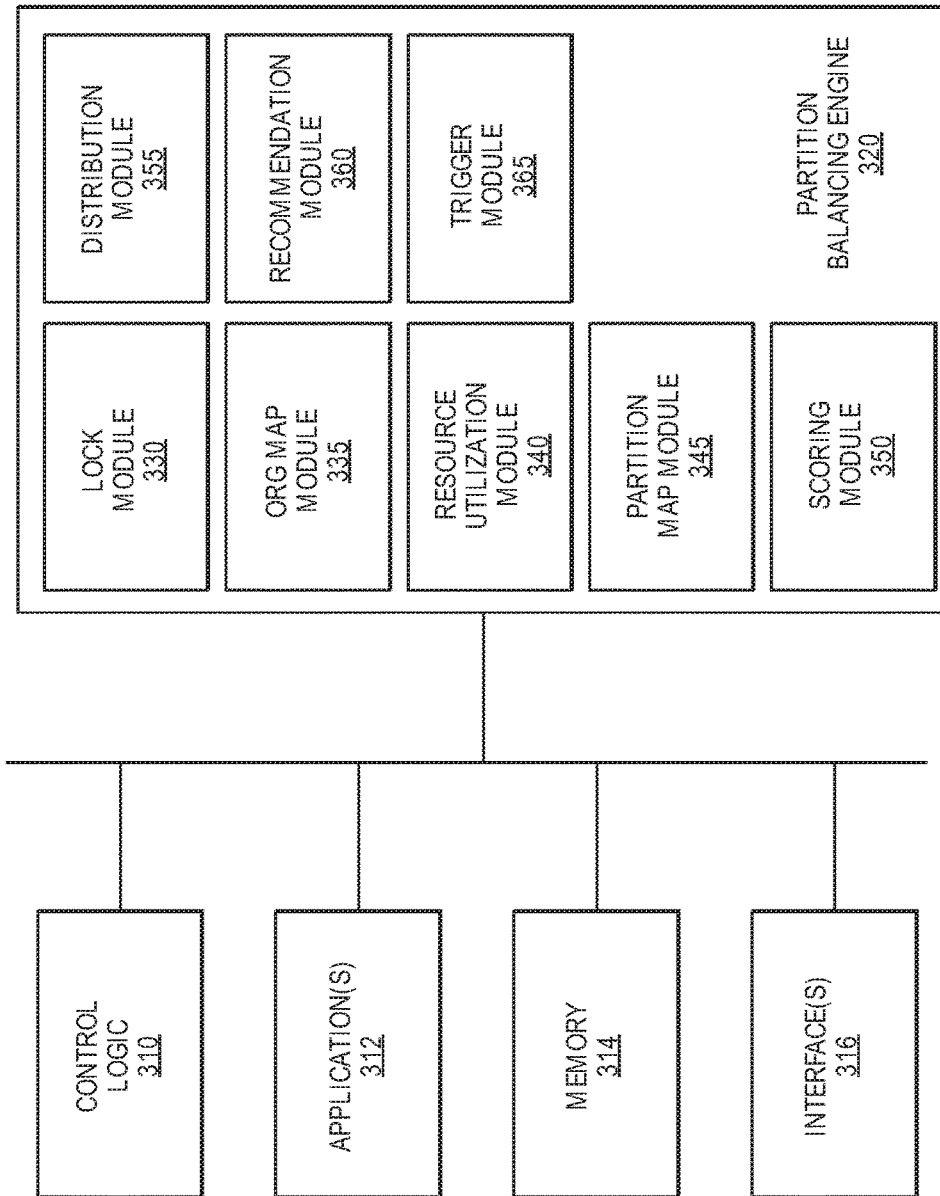 CONTROL
LOGIC
310
APPLICATION(S)
312
MEMORY
314
INTERFACE(S)
316
LOCK
MODULE
330
ORG MAP
MODULE
335
RESOURCE
UTILIZATION
MODULE
340
PARTITION
MAP MODULE
345
SCORING
MODULE
350
DISTRIBUTION
MODULE
355
RECOMMENDATION
MODULE
360
TRIGGER
MODULE
365
PARTITION
BALANCING ENGINE
320